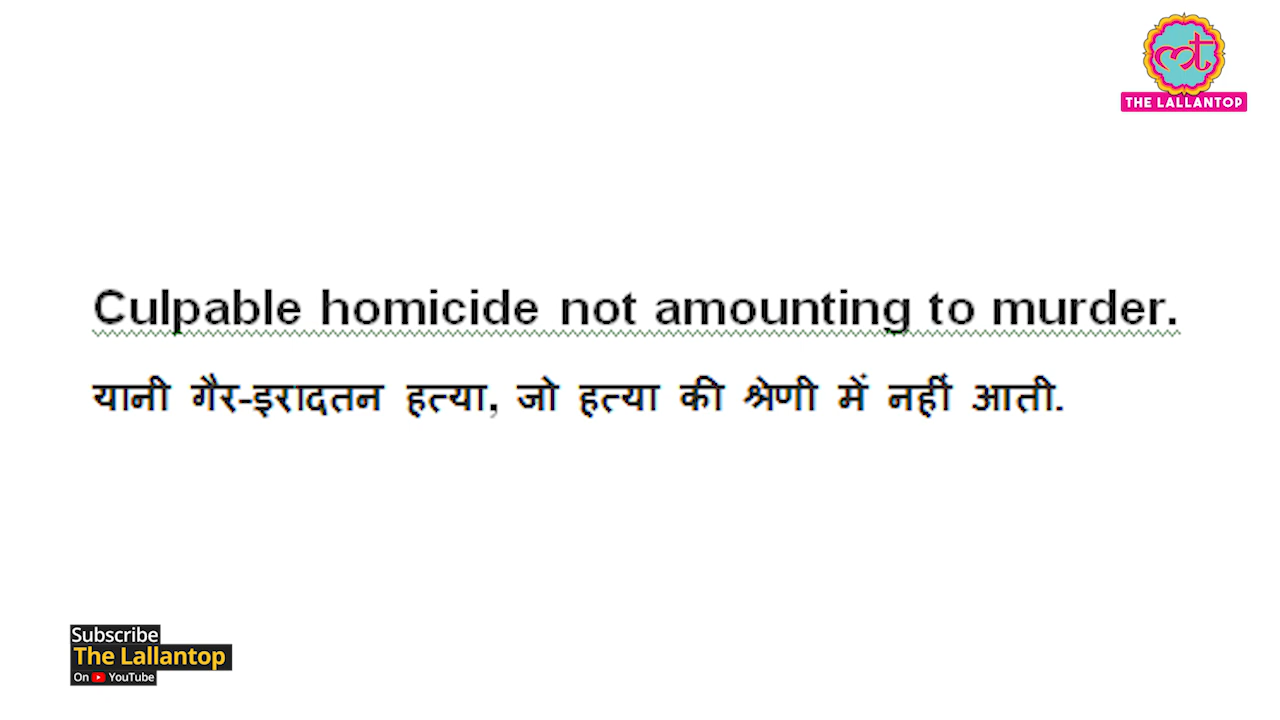 THE LALLANTOP
Culpable homicide not amounting to murder.
यानी गैर-इरादतन हत्या, जो हत्या की श्रेणी में नहीं आती.
Subscribe
The Lallantop
On YouTube